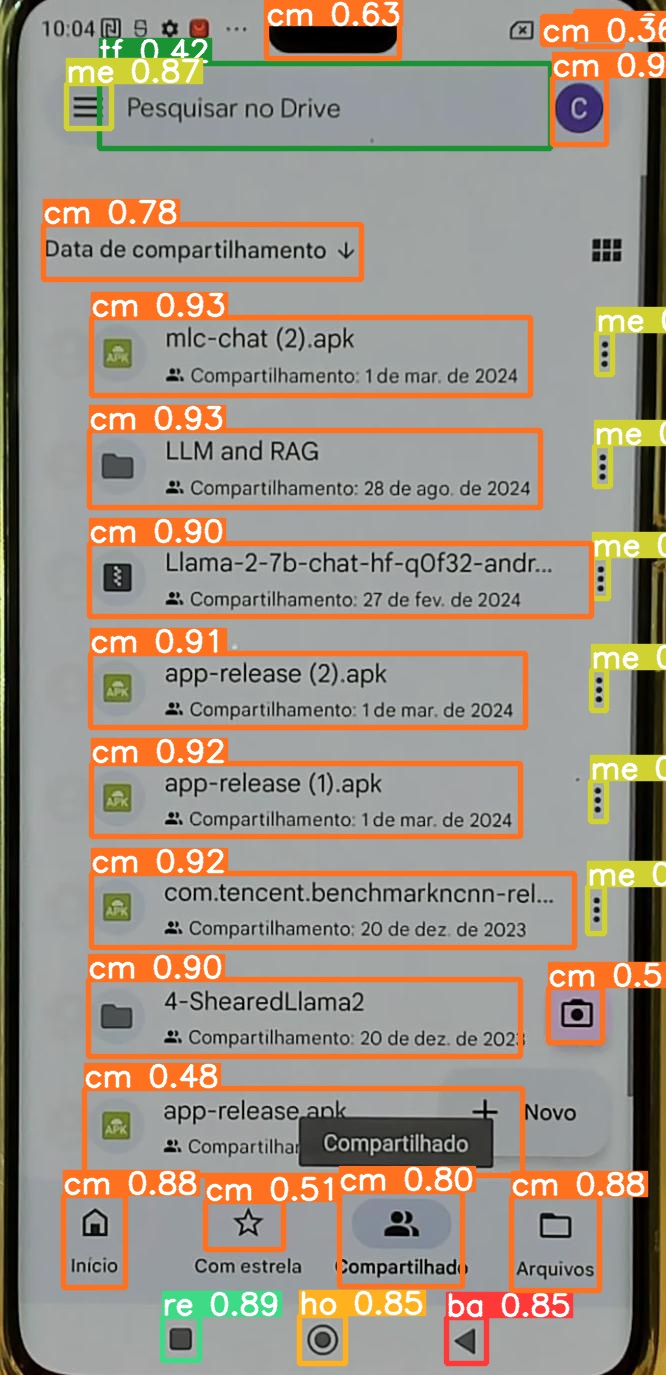 10:04
cm 0.63
cm 0.36
tf 0.42
me 0.87
cm 0.9
Pesquisar no Drive
C
cm 0.78
Data de compartilhamento ↓
cm 0.93
mlc-chat (2).apk
me 0
APK
Compartilhamento: 1 de mar. de 2024
cm 0.93
LLM and RAG
me 0
Compartilhamento: 28 de ago. de 2024
cm 0.90
Llama-2-7b-chat-hf-q0f32-andr...
me 0
Compartilhamento: 27 de fev. de 2024
cm 0.91
app-release (2).apk
me 0
APK
Compartilhamento: 1 de mar. de 2024
cm 0.92
app-release (1).apk
me 0
APK
Compartilhamento: 1 de mar. de 2024
cm 0.92
com.tencent.benchmarkncnn-rel...
me 0
APK
Compartilhamento: 20 de dez. de 2023
cm 0.90
4-ShearedLlama2
cm 0.5
Compartilhamento: 20 de dez. de 2023
cm 0.48
app-release.apk
APK
Compartilhar
+ Novo
Compartilhado
cm 0.88
cm 0.51
cm 0.80
cm 0.88
Início
Com estrela
Compartilhado
Arquivos
re 0.89
ho 0.85
ba 0.85